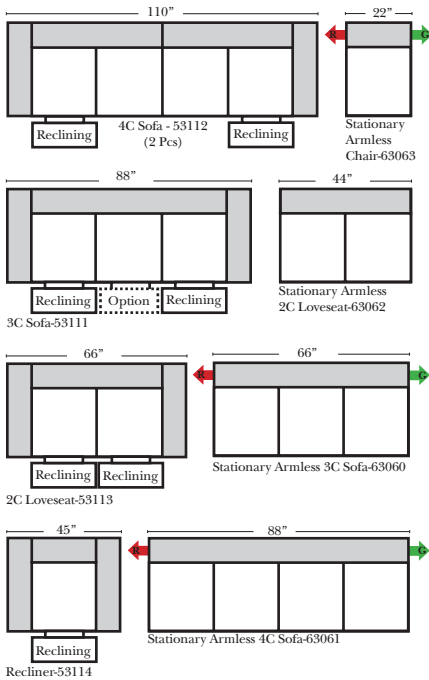 110”
22”
R
G
Reclining
4C Sofa - 53112
(2 Pcs)
Reclining
Stationary
Armless
Chair-63063
88”
44”
Reclining
Option
Reclining
3C Sofa-53111
Stationary Armless
2C Loveseat-63062
66”
66”
R
G
Reclining
Reclining
2C Loveseat-53113
Stationary Armless 3C Sofa-63060
45”
88”
R
G
Reclining
Recliner-53114
Stationary Armless 4C Sofa-63061